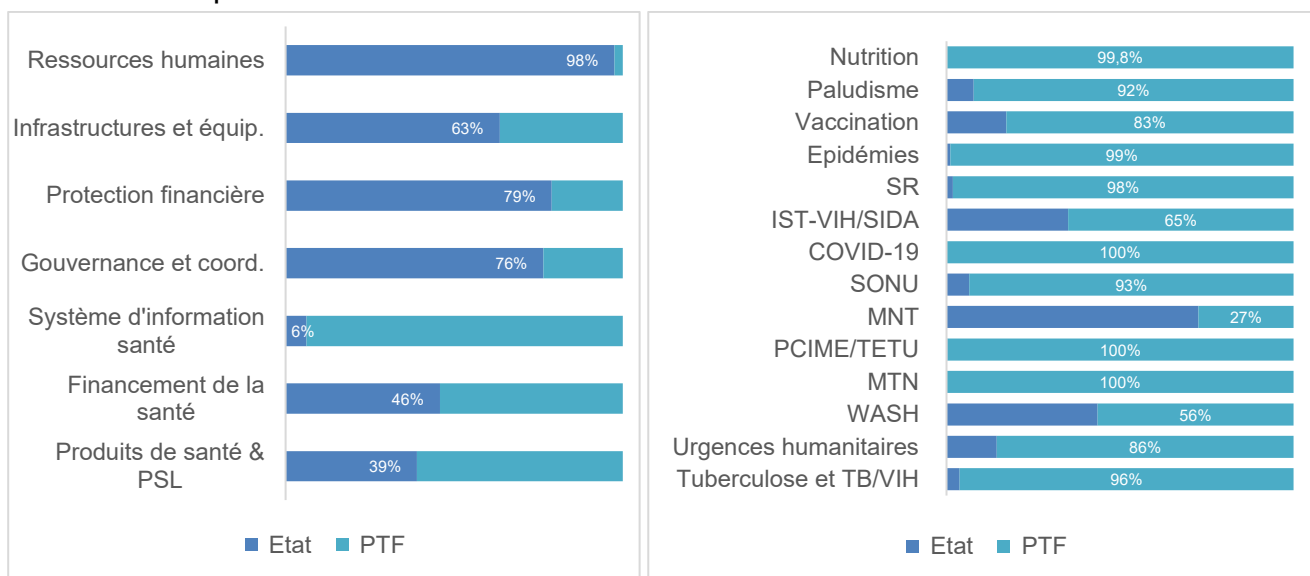 Ressources humaines
98%
Infrastructures et équip.
63%
Protection financière
79%
Gouvernance et coord.
76%
Système d'information
santé
6%
Financement de la
santé
46%
Produits de santé &
PSL
39%
Etat PTF
Nutrition
99,8%
Paludisme
92%
Vaccination
83%
Epidémies
99%
SR
98%
IST-VIH/SIDA
65%
COVID-19
100%
SONU
93%
MNT
27%
PCIME/TETU
100%
MTN
100%
WASH
56%
Urgences humanitaires
86%
Tuberculose et TB/VIH
96%
Etat PTF